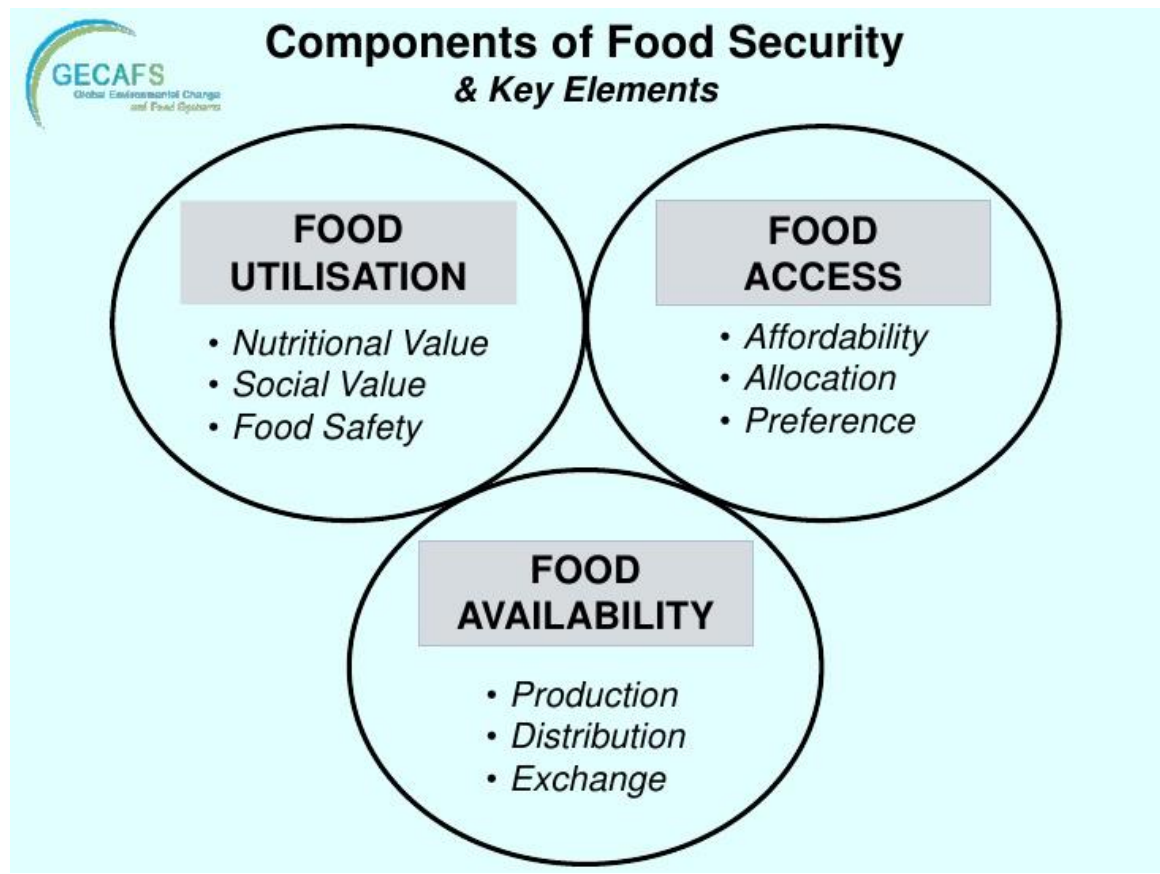 GECAFS
Global Environmental Change
and Food Systems
Components of Food Security
& Key Elements
FOOD
UTILISATION
• Nutritional Value
• Social Value
• Food Safety
FOOD
ACCESS
• Affordability
• Allocation
• Preference
FOOD
AVAILABILITY
• Production
• Distribution
• Exchange